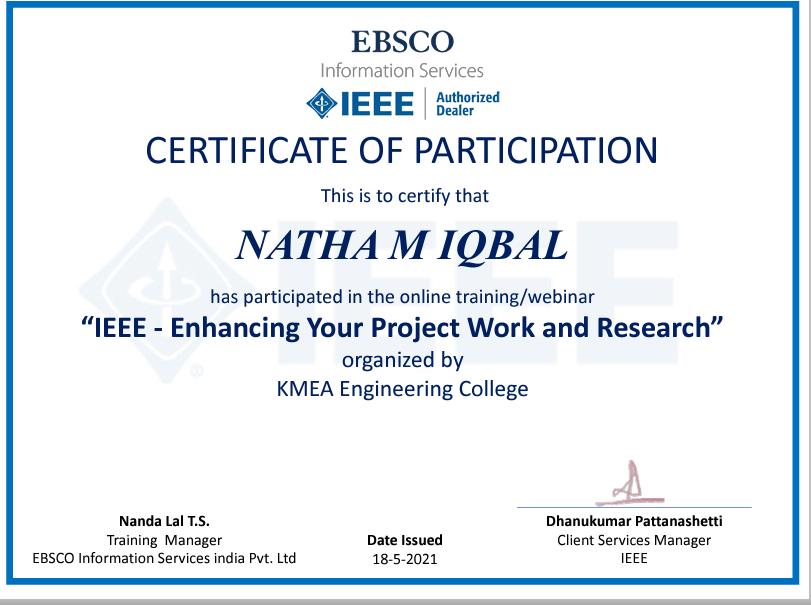 EBSCO
Information Services
IEEE Authorized Dealer
CERTIFICATE OF PARTICIPATION
This is to certify that
NATHA M IQBAL
has participated in the online training/webinar
“IEEE - Enhancing Your Project Work and Research”
organized by
KMEA Engineering College
Nanda Lal T.S.
Training Manager
EBSCO Information Services india Pvt. Ltd
Date Issued
18-5-2021
Dhanukumar Pattanashetti
Client Services Manager
IEEE
IEEE ®